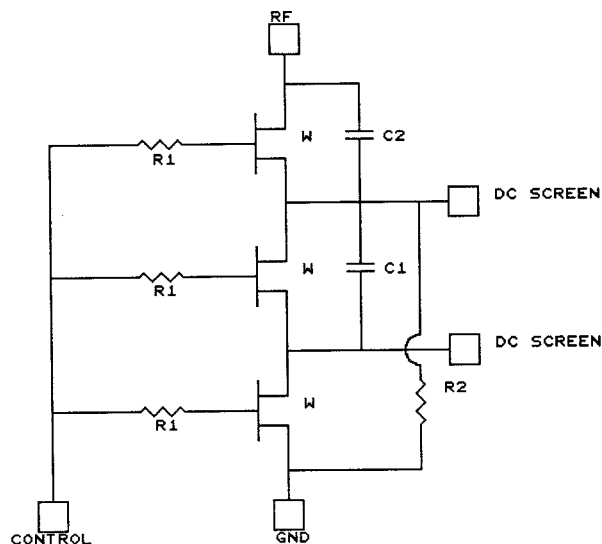 RF
W
C2
R1
DC SCREEN
W
C1
R1
DC SCREEN
R2
W
R1
CONTROL
GND